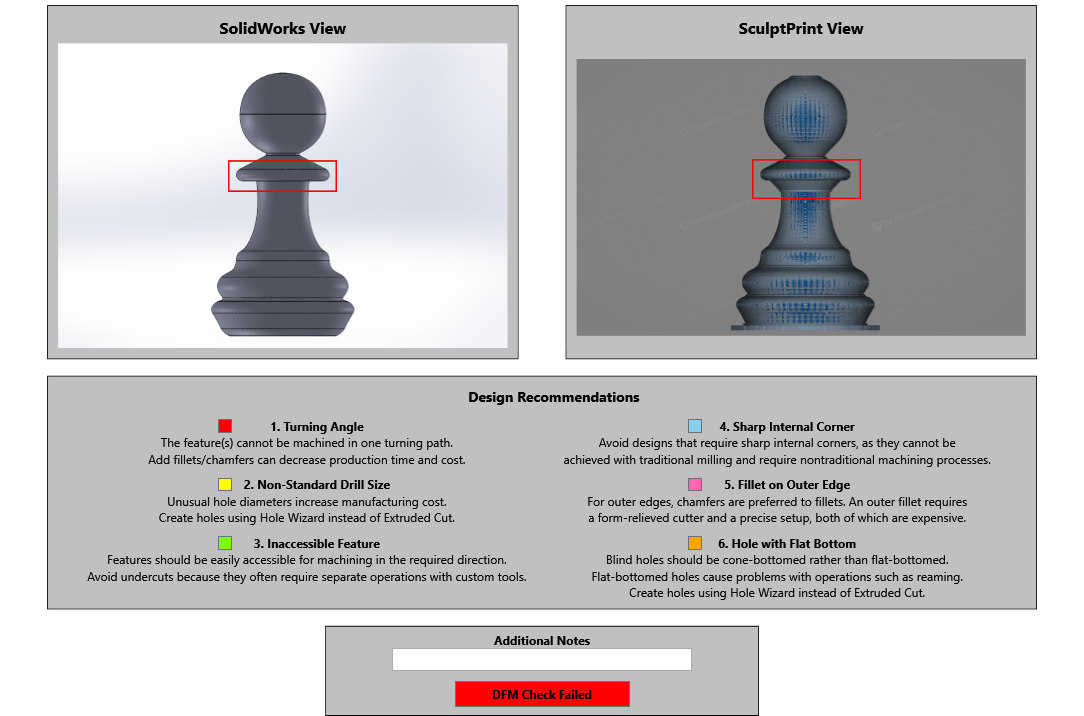 SolidWorks View
SculptPrint View
Design Recommendations
1. Turning Angle
The feature(s) cannot be machined in one turning path.
Add fillets/chamfers can decrease production time and cost.
2. Non-Standard Drill Size
Unusual hole diameters increase manufacturing cost.
Create holes using Hole Wizard instead of Extruded Cut.
3. Inaccessible Feature
Features should be easily accessible for machining in the required direction.
Avoid undercuts because they often require separate operations with custom tools.
4. Sharp Internal Corner
Avoid designs that require sharp internal corners, as they cannot be
achieved with traditional milling and require nontraditional machining processes.
5. Fillet on Outer Edge
For outer edges, chamfers are preferred to fillets. An outer fillet requires
a form-relieved cutter and a precise setup, both of which are expensive.
6. Hole with Flat Bottom
Blind holes should be cone-bottomed rather than flat-bottomed.
Flat-bottomed holes cause problems with operations such as reaming.
Create holes using Hole Wizard instead of Extruded Cut.
Additional Notes
DFM Check Failed